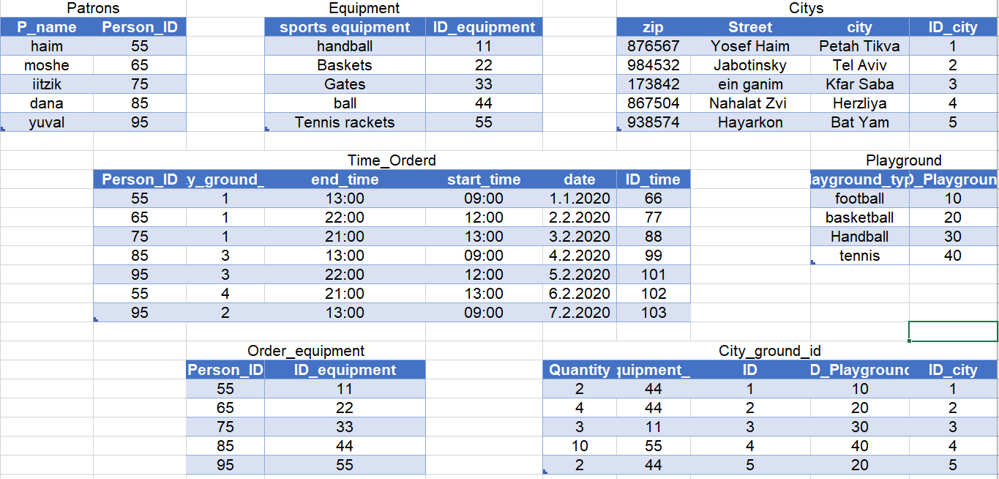 Patrons Equipment Citys
P_name Person_ID sports equipment ID_equipment zip Street city ID_city
haim 55 handball 11 876567 Yosef Haim Petah Tikva 1
moshe 65 Baskets 22 984532 Jabotinsky Tel Aviv 2
iitzik 75 Gates 33 173842 ein ganim Kfar Saba 3
dana 85 ball 44 867504 Nahalat Zvi Herzliya 4
yuval 95 Tennis rackets 55 938574 Hayarkon Bat Yam 5
Time_Orderd Playground
Person_ID y_ground_ end_time start_time date ID_time layground_typ D_Playgroun
55 1 13:00 09:00 1.1.2020 66 football 10
65 1 22:00 12:00 2.2.2020 77 basketball 20
75 1 21:00 13:00 3.2.2020 88 Handball 30
85 3 13:00 09:00 4.2.2020 99 tennis 40
95 3 22:00 12:00 5.2.2020 101
55 4 21:00 13:00 6.2.2020 102
95 2 13:00 09:00 7.2.2020 103
Order_equipment City_ground_id
Person_ID ID_equipment Quantity quipment_ ID D_Playground ID_city
55 11 2 44 1 10 1
65 22 4 44 2 20 2
75 33 3 11 3 30 3
85 44 10 55 4 40 4
95 55 2 44 5 20 5